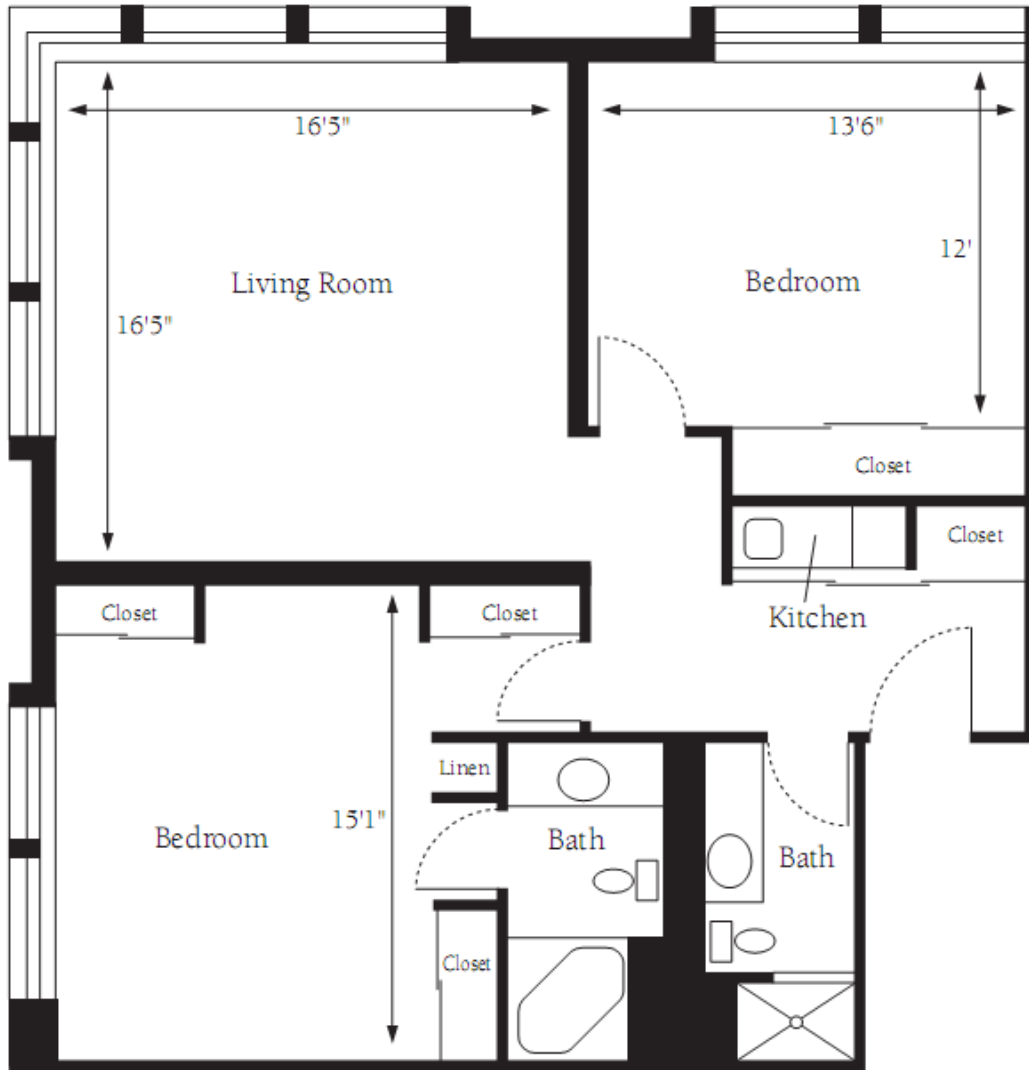 16'5"
13'6"
12'
Living Room
Bedroom
16'5"
Closet
Closet
Closet
Closet
Kitchen
Linen
15'1"
Bedroom
Bath
Bath
Closet